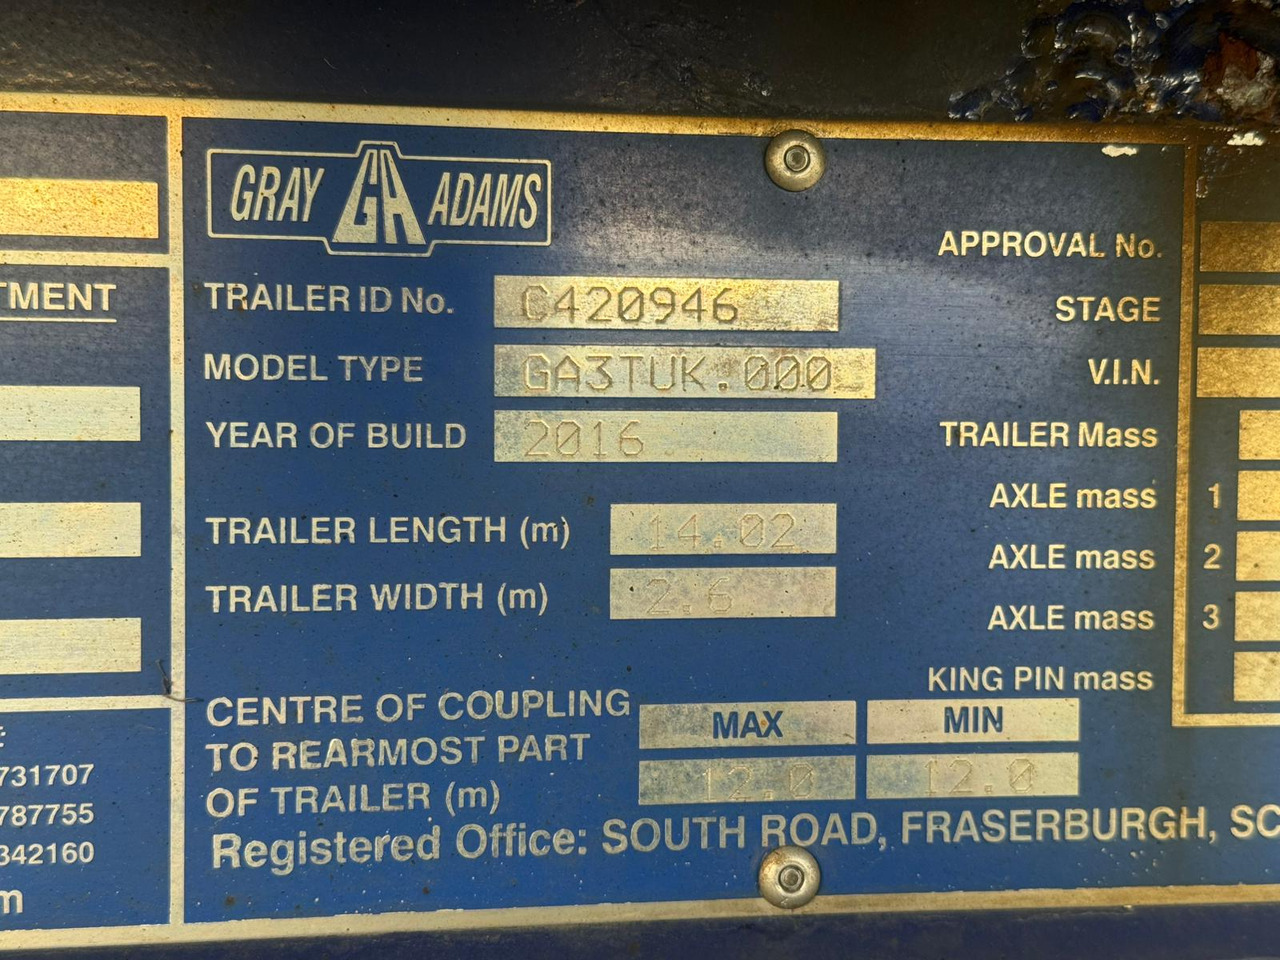 TMENT
731707
787755
342160
m
GRAY GA ADAMS
TRAILER ID No. C420946
MODEL TYPE GA3TUK.000
YEAR OF BUILD 2016
TRAILER LENGTH (m) 14.02
TRAILER WIDTH (m) 2.6
CENTRE OF COUPLING
TO REARMOST PART
OF TRAILER (m)
MAX MIN
12.0 12.0
Registered Office: SOUTH ROAD, FRASERBURGH, SC
APPROVAL No.
STAGE
V.I.N.
TRAILER Mass
AXLE mass 1
AXLE mass 2
AXLE mass 3
KING PIN mass